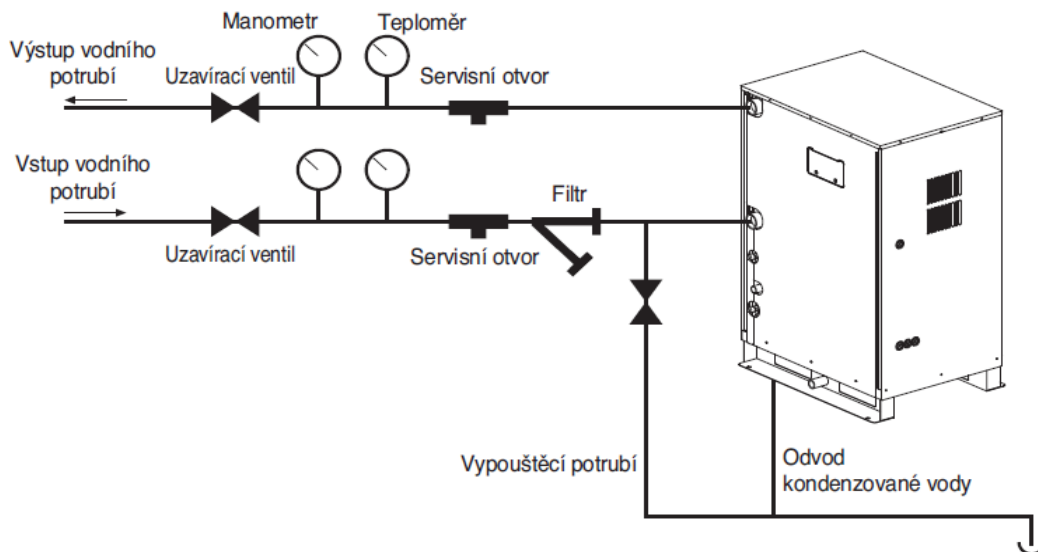 Manometr
Teploměr
Výstup vodního
potrubí
Uzavírací ventil
Servisní otvor
Vstup vodního
potrubí
Filtr
Uzavírací ventil
Servisní otvor
Vypouštěcí potrubí
Odvod
kondenzované vody